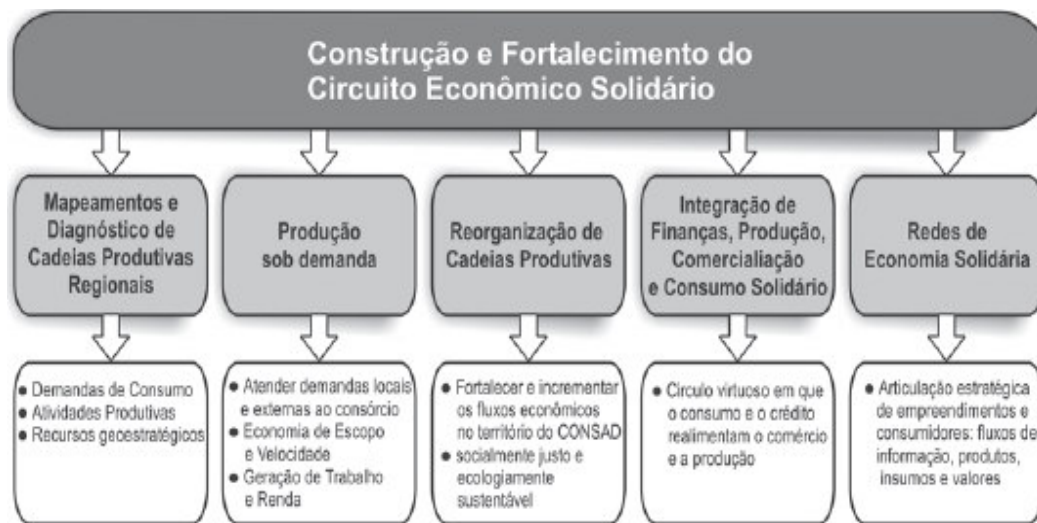 Construção e Fortalecimento do
Circuito Econômico Solidário
Mapeamentos e
Diagnóstico de
Cadeias Produtivas
Regionais
Produção
sob demanda
Reorganização de
Cadeias Produtivas
Integração de
Finanças, Produção,
Comercialiação
e Consumo Solidário
Redes de
Economia Solidária
● Demandas de Consumo
● Atividades Produtivas
● Recursos geoestratégicos
● Atender demandas locais
e externas ao consórcio
● Economia de Escopo
e Velocidade
● Geração de Trabalho
e Renda
● Fortalecer e incrementar
os fluxos econômicos
no território do CONSAD
● socialmente justo e
ecologiamente
sustentável
● Circulo virtuoso em que
o consumo e o crédito
realimentam o comércio
e a produção
● Articulação estratégica
de empreendimentos e
consumidores: fluxos de
informação, produtos,
insumos e valores